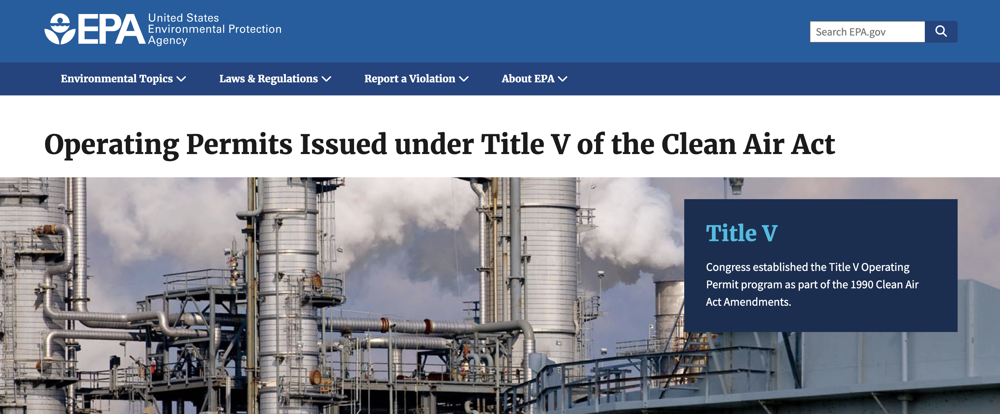 EPA
United States
Environmental Protection
Agency
Search EPA.gov
Environmental Topics
Laws & Regulations
Report a Violation
About EPA
Operating Permits Issued under Title V of the Clean Air Act
Title V
Congress established the Title V Operating
Permit program as part of the 1990 Clean Air
Act Amendments.